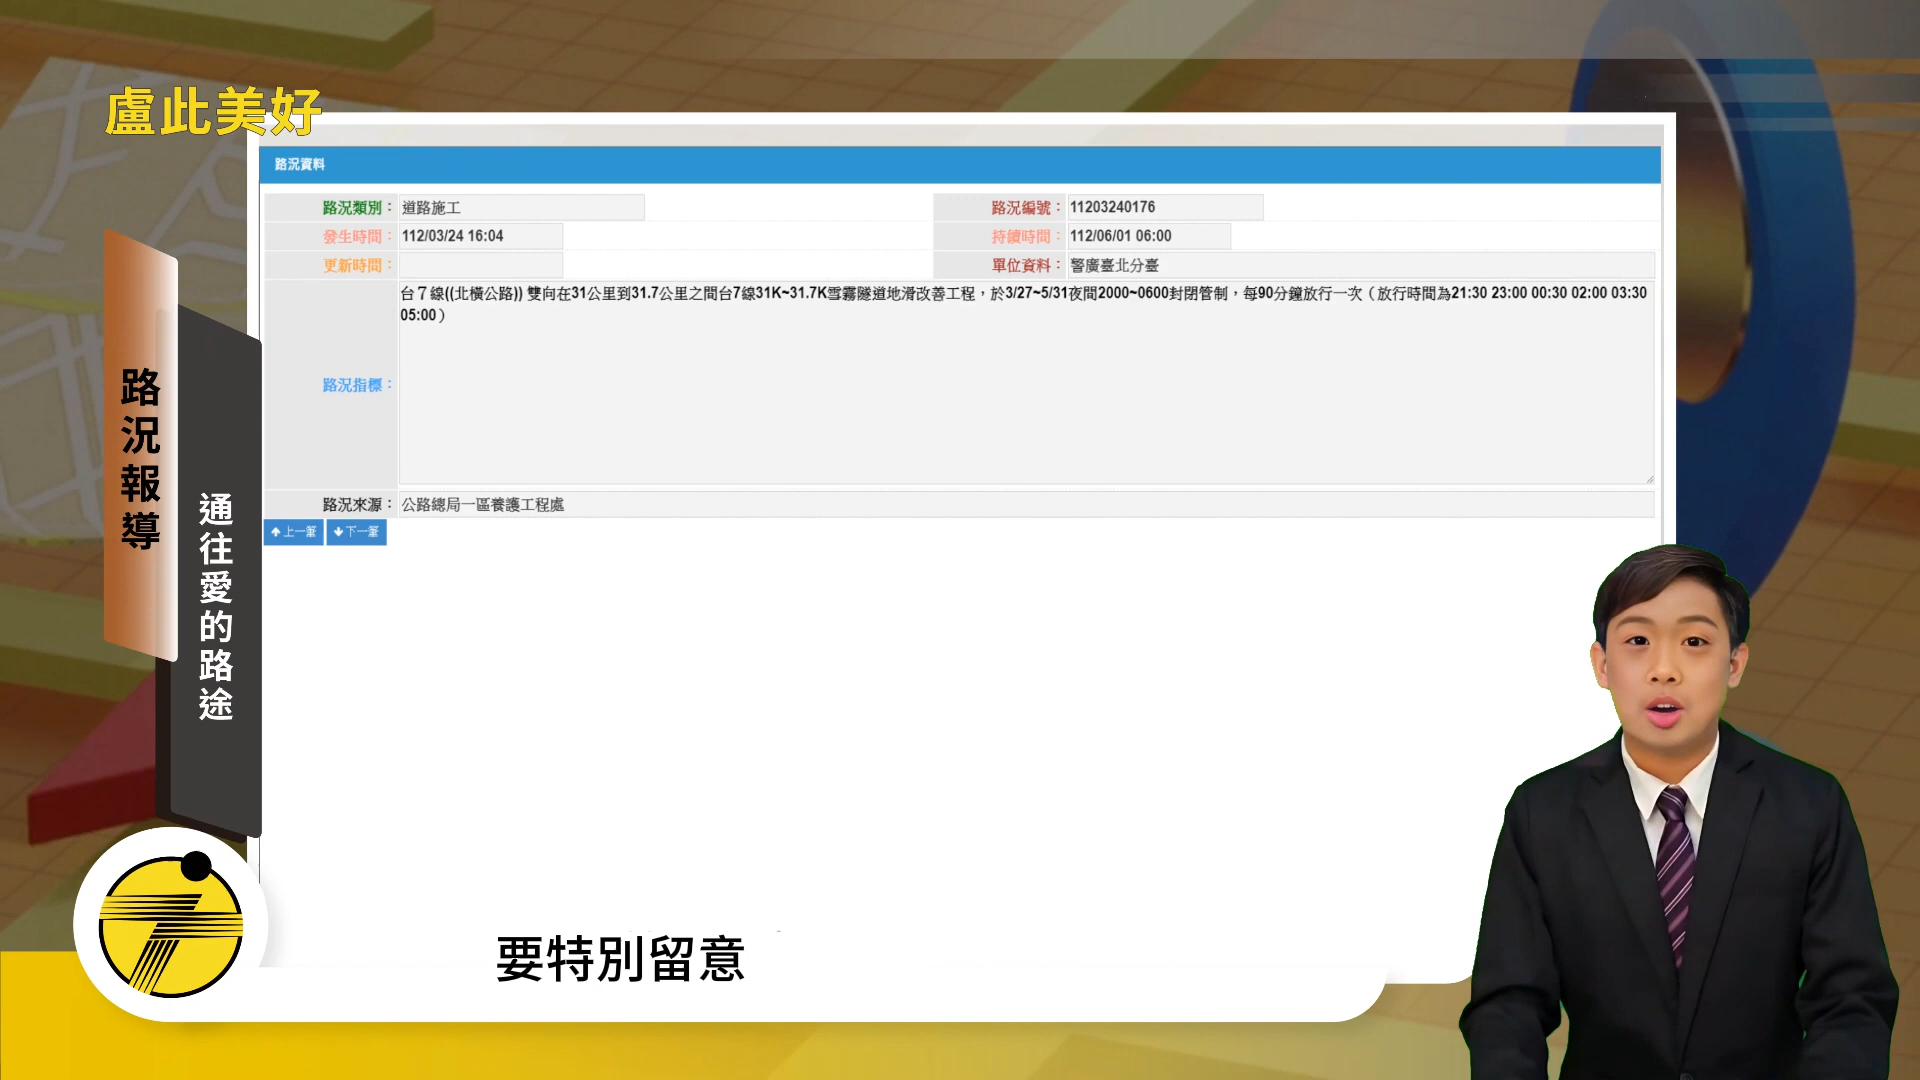 盧此美好
路況資料
路況類別：道路施工
路況編號：11203240176
發生時間：112/03/24 16:04
持續時間：112/06/01 06:00
更新時間：
單位資料：警廣臺北分臺
路況指標：
台７線((北橫公路)) 雙向在31公里到31.7公里之間台7線31K~31.7K雪霧隧道地滑改善工程，於3/27~5/31夜間2000~0600封閉管制，每90分鐘放行一次（放行時間為21:30 23:00 00:30 02:00 03:30
05:00）
路況來源：公路總局一區養護工程處
上一筆
下一筆
路況報導
通往愛的路途
要特別留意